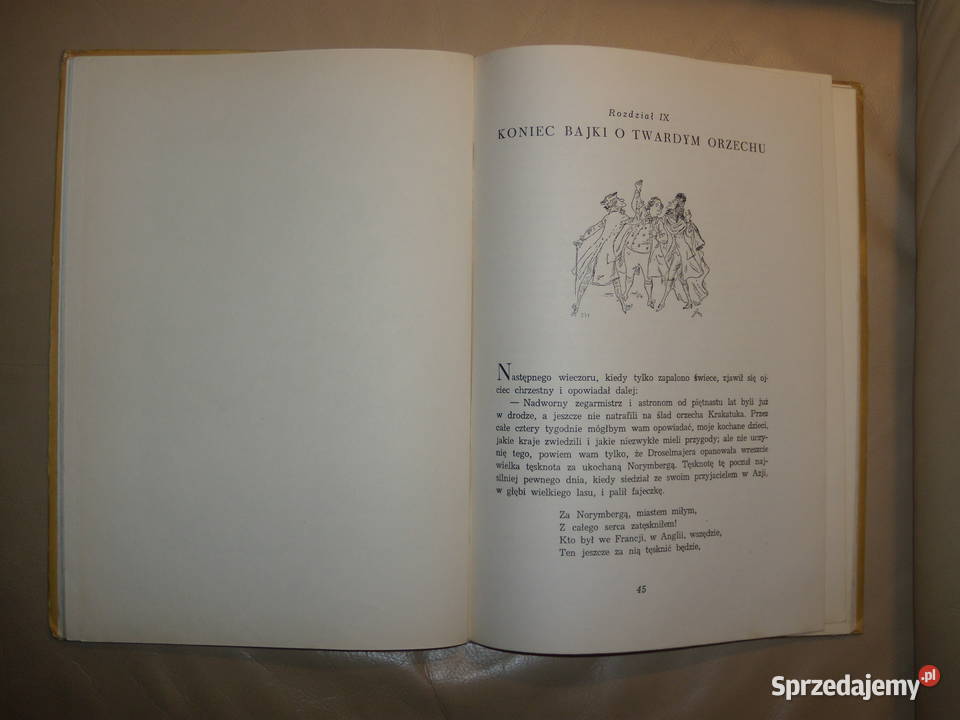 Rozdział IX
KONIEC BAJKI O TWARDYM ORZECHU
Następnego wieczoru, kiedy tylko zapalono świece, zjawił się oj-
ciec chrzestny i opowiadał dalej:
— Nadworny zegarmistrz i astronom od piętnastu lat byli już
w drodze, a jeszcze nie natrafili na ślad orzecha Krakatuka. Przez
całe cztery tygodnie mógłbym wam opowiadać, moje kochane dzieci,
jakie kraje zwiedzili i jakie niezwykłe mieli przygody; ale nie uczy-
nię tego, powiem wam tylko, że Droselmajera opanowała wreszcie
wielka tęsknota za ukochaną Norymbergą. Tęsknotę tę poczuł naj-
silniej pewnego dnia, kiedy siedział ze swoim przyjacielem w Azji,
w głębi wielkiego lasu, i palił fajeczkę.
Za Norymbergą, miastem miłym,
Z całego serca zatęskniłem!
Kto był we Francji, w Anglii, wszędzie,
Ten jeszcze za nią tęsknić będzie,
45
Sprzedajemy.pl